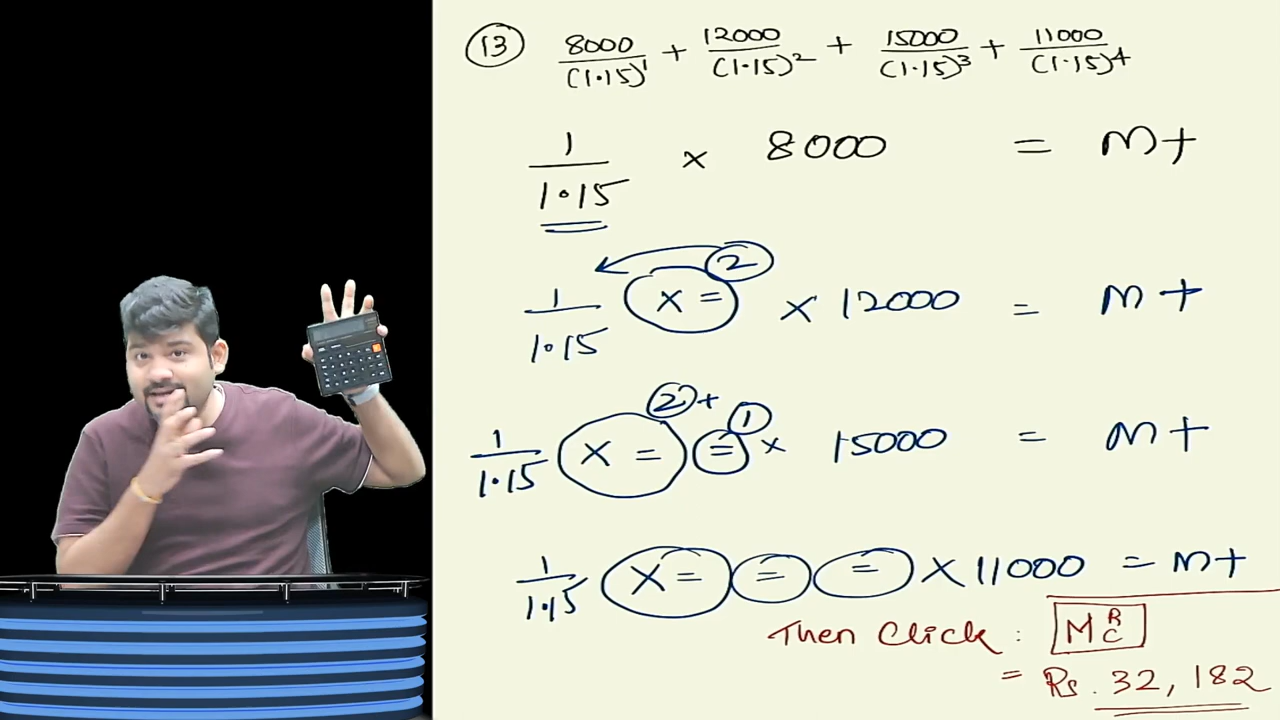 13 8000/(1.15)¹ + 12000/(1.15)² + 15000/(1.15)³ + 11000/(1.15)⁴
1/1.15 × 8000 = m+
1/1.15 x = 2 × 12000 = m+
1/1.15 x = 2 + = 1 × 15000 = m+
1/1.15 x = = = × 11000 = m+
Then Click : MRC
= Rs. 32,182